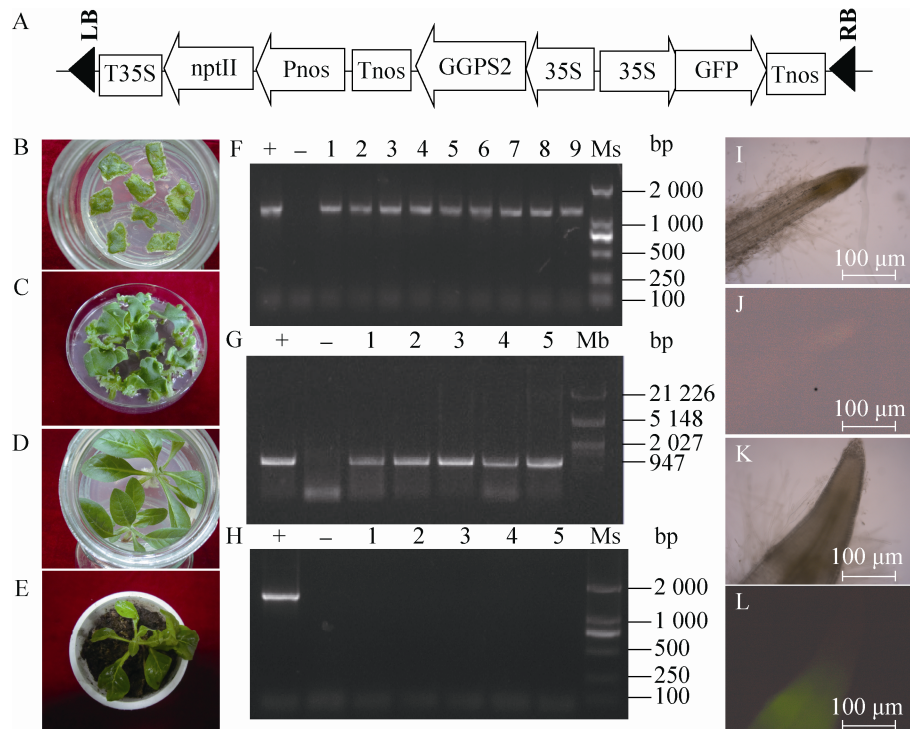 A
LB
RB
T35S nptII Pnos Tnos GGPS2 35S 35S GFP Tnos
B
C
D
E
F + – 1 2 3 4 5 6 7 8 9 Ms bp
2 000
1 000
500
250
100
G + – 1 2 3 4 5 Mb bp
21 226
5 148
2 027
947
H + – 1 2 3 4 5 Ms bp
2 000
1 000
500
250
100
I
100 μm
J
100 μm
K
100 μm
L
100 μm